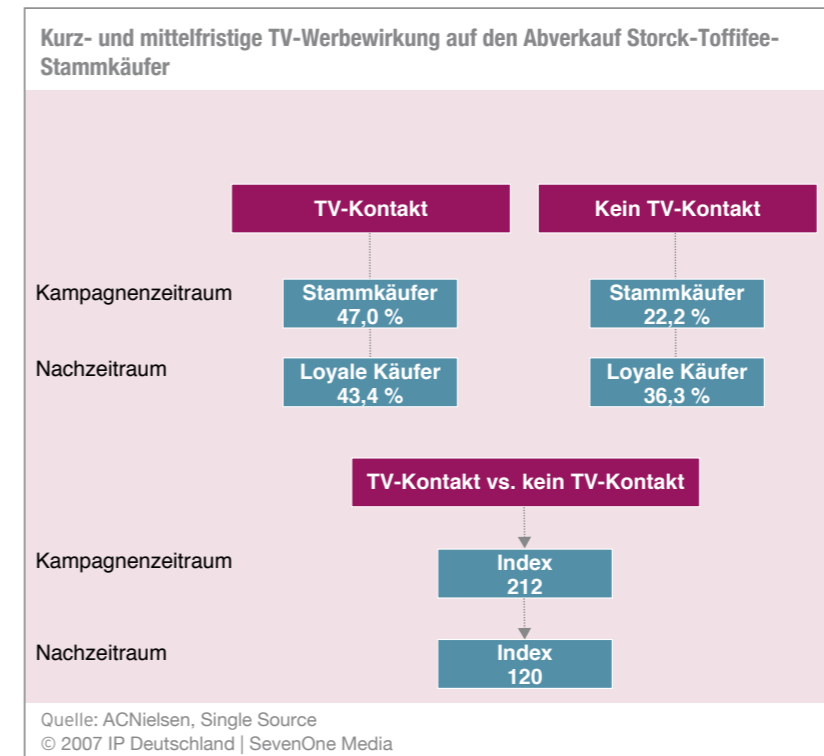 Kurz- und mittelfristige TV-Werbewirkung auf den Abverkauf Storck-Toffifee-
Stammkäufer
TV-Kontakt
Kein TV-Kontakt
Kampagnenzeitraum
Stammkäufer
47,0 %
Stammkäufer
22,2 %
Nachzeitraum
Loyale Käufer
43,4 %
Loyale Käufer
36,3 %
TV-Kontakt vs. kein TV-Kontakt
Kampagnenzeitraum
Index
212
Nachzeitraum
Index
120
Quelle: ACNielsen, Single Source
© 2007 IP Deutschland | SevenOne Media